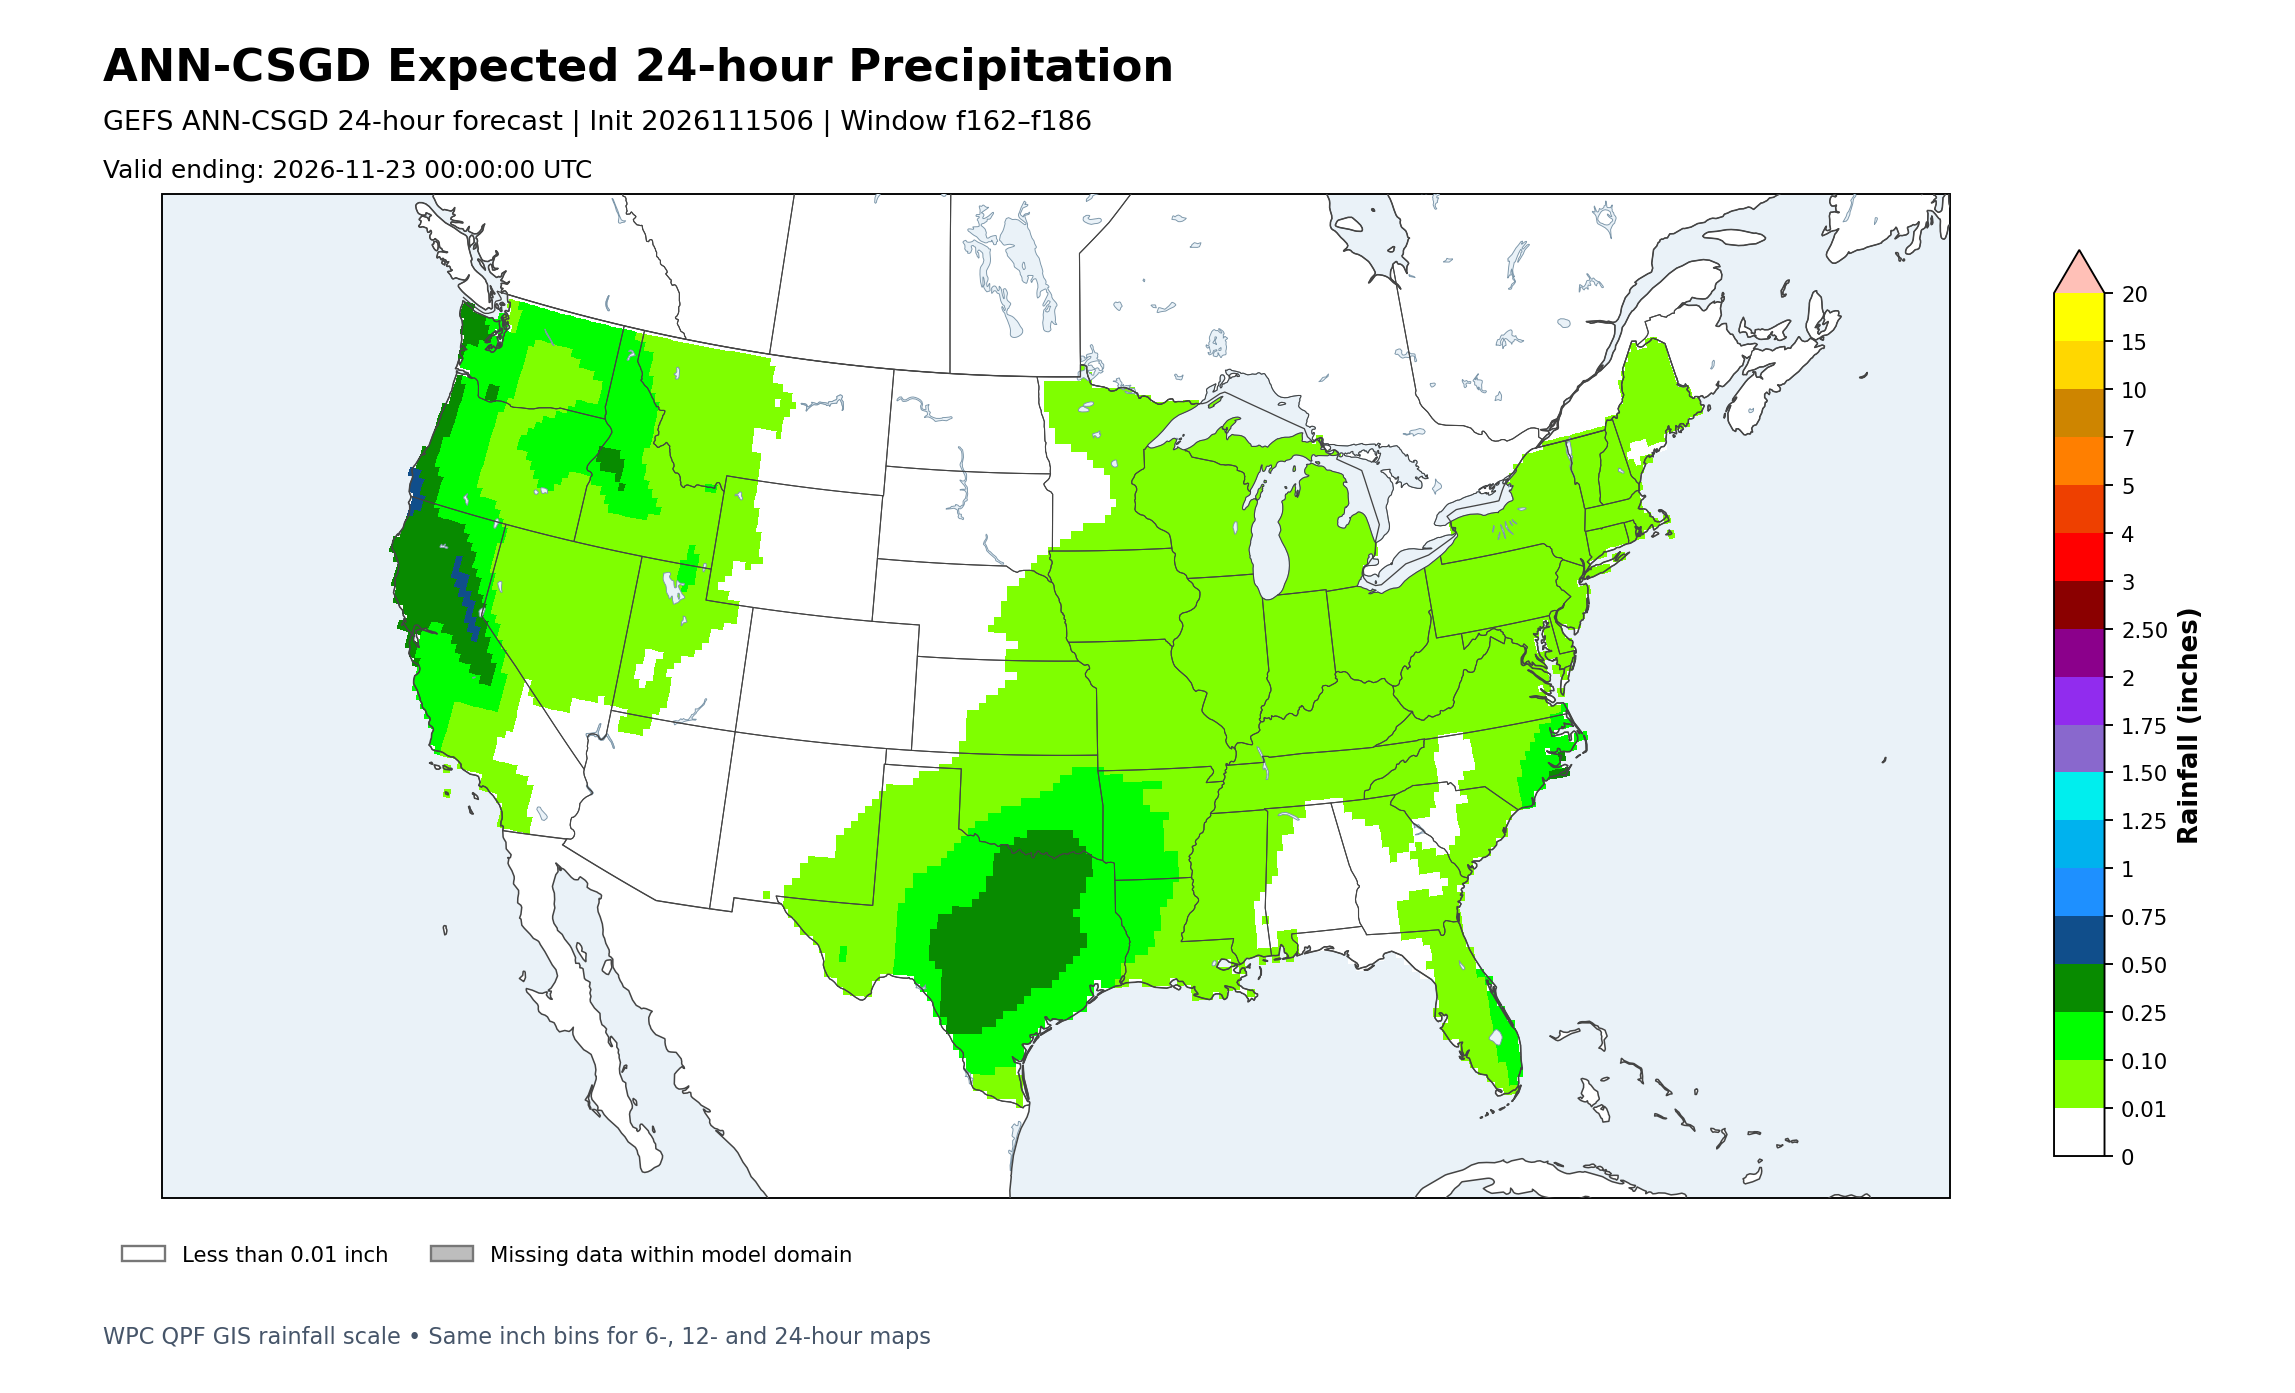 ANN-CSGD Expected 24-hour Precipitation
GEFS ANN-CSGD 24-hour forecast | Init 2026111506 | Window f162–f186
Valid ending: 2026-11-23 00:00:00 UTC
20
15
10
7
5
4
3
2.50
2
1.75
1.50
1.25
1
0.75
0.50
0.25
0.10
0.01
0
Rainfall (inches)
Less than 0.01 inch
Missing data within model domain
WPC QPF GIS rainfall scale • Same inch bins for 6-, 12- and 24-hour maps